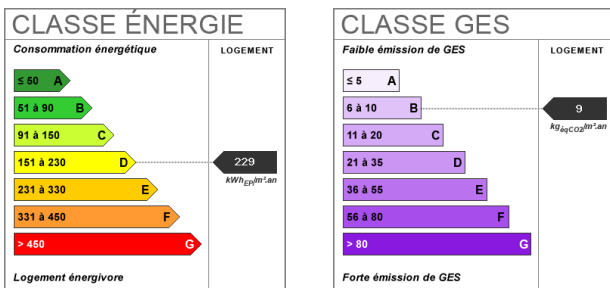 CLASSE ÉNERGIE
Consommation énergétique
LOGEMENT
≤ 50 A
51 à 90 B
91 à 150 C
151 à 230 D
229
kWhEP/m².an
231 à 330 E
331 à 450 F
> 450 G
Logement énergivore
CLASSE GES
Faible émission de GES
LOGEMENT
≤ 5 A
6 à 10 B
9
kgéqCO2/m².an
11 à 20 C
21 à 35 D
36 à 55 E
56 à 80 F
> 80 G
Forte émission de GES